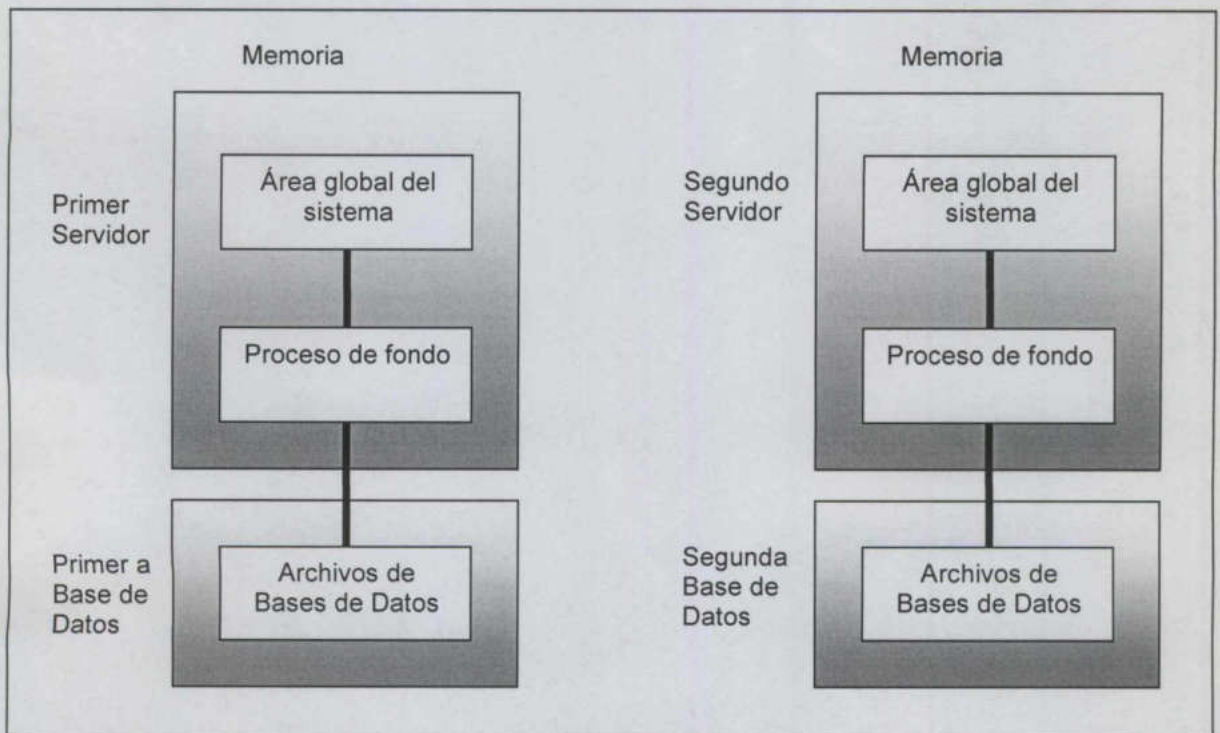 Memoria
Primer
Servidor
Área global del
sistema
Proceso de fondo
Primer a
Base de
Datos
Archivos de
Bases de Datos
Memoria
Segundo
Servidor
Área global del
sistema
Proceso de fondo
Segunda
Base de
Datos
Archivos de
Bases de Datos